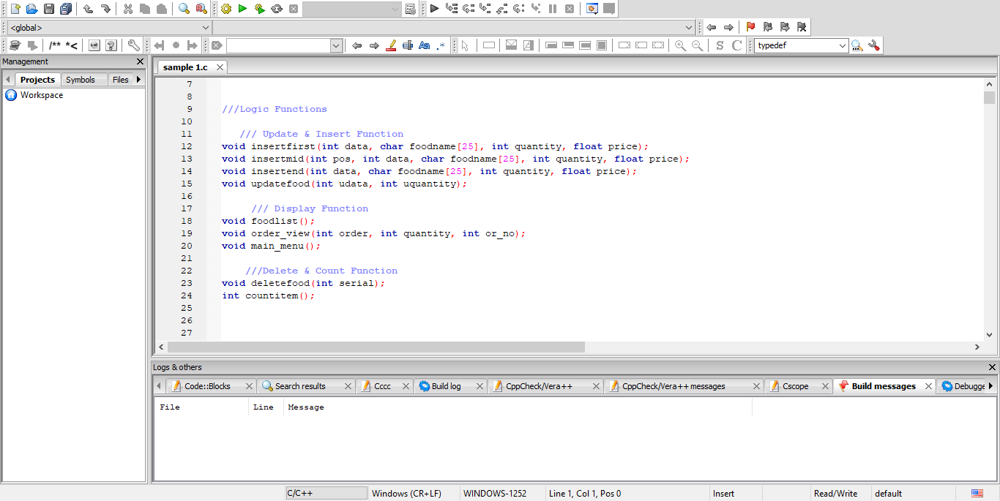 <global>
/** *<
typedef
S C
Management
Projects Symbols Files
Workspace
sample 1.c
7
8
9 ///Logic Functions
10
11 /// Update & Insert Function
12 void insertfirst(int data, char foodname[25], int quantity, float price);
13 void insertmid(int pos, int data, char foodname[25], int quantity, float price);
14 void insertend(int data, char foodname[25], int quantity, float price);
15 void updatefood(int udata, int uquantity);
16
17 /// Display Function
18 void foodlist();
19 void order_view(int order, int quantity, int or_no);
20 void main_menu();
21
22 ///Delete & Count Function
23 void deletefood(int serial);
24 int countitem();
25
26
27
Logs & others
Code::Blocks Search results Cccc Build log CppCheck/Vera++ CppCheck/Vera++ messages Cscope Build messages Debugge
File Line Message
C/C++ Windows (CR+LF) WINDOWS-1252 Line 1, Col 1, Pos 0 Insert Read/Write default